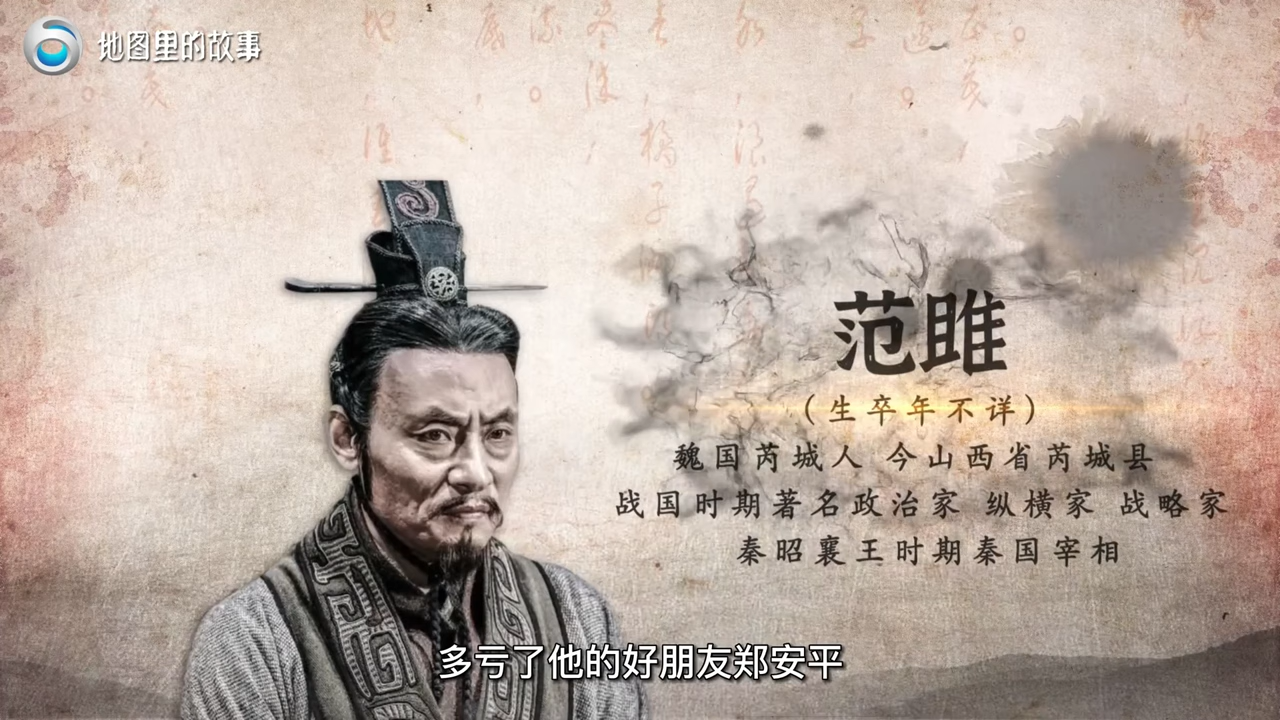 地图里的故事
范雎
（生卒年不详）
魏国芮城人 今山西省芮城县
战国时期著名政治家 纵横家 战略家
秦昭襄王时期秦国宰相
多亏了他的好朋友郑安平